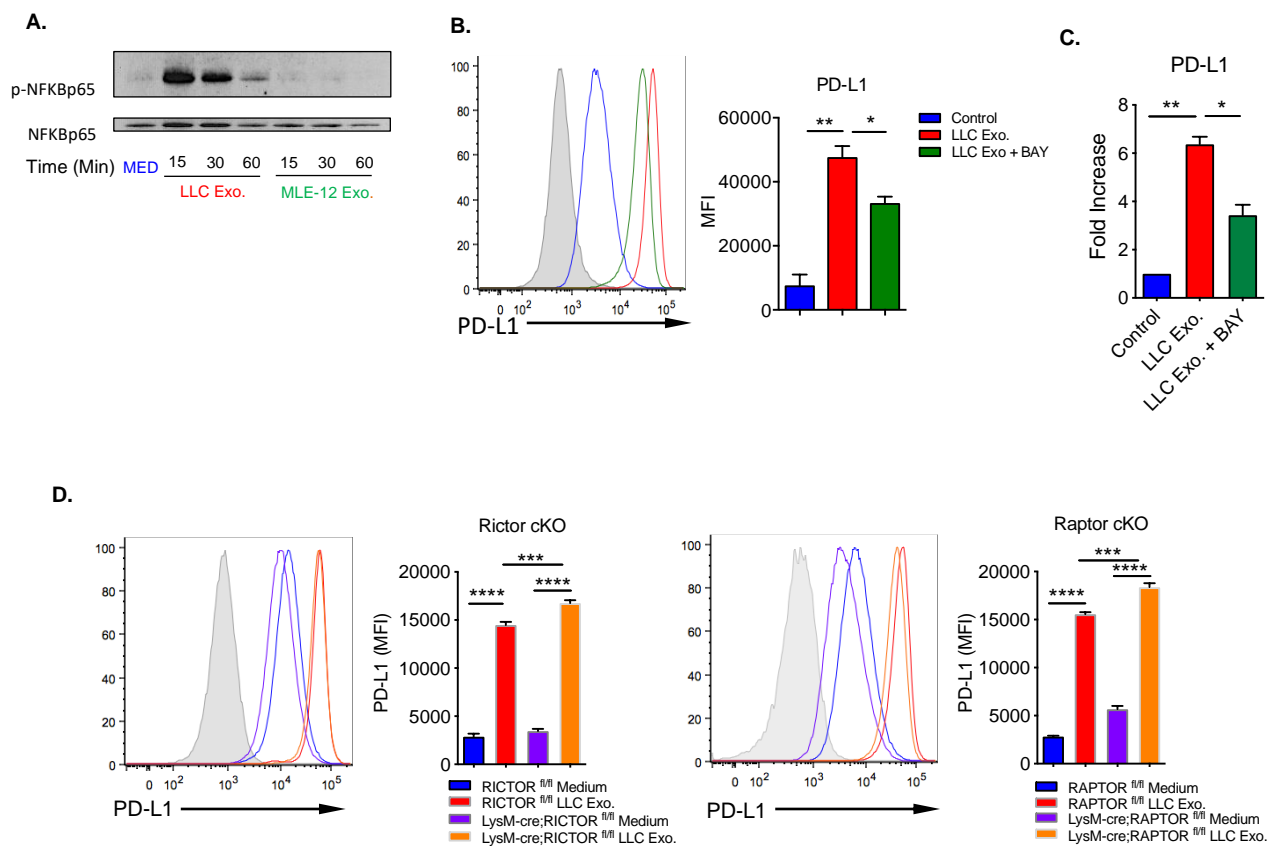 A.
p-NFKBp65
NFKBp65
Time (Min) MED 15 30 60 15 30 60
LLC Exo. MLE-12 Exo.
B.
100
80
60
40
20
0
0 10² 10³ 10⁴ 10⁵
PD-L1
PD-L1
** *
60000
40000
20000
0
MFI
Control
LLC Exo.
LLC Exo + BAY
C.
PD-L1
** *
8
6
4
2
0
Fold Increase
Control
LLC Exo.
LLC Exo. + BAY
D.
100
80
60
40
20
0
0 10² 10³ 10⁴ 10⁵
PD-L1
Rictor cKO
***
**** ****
20000
15000
10000
5000
0
PD-L1 (MFI)
RICTOR fl/fl Medium
RICTOR fl/fl LLC Exo.
LysM-cre;RICTOR fl/fl Medium
LysM-cre;RICTOR fl/fl LLC Exo.
100
80
60
40
20
0
0 10² 10³ 10⁴ 10⁵
PD-L1
Raptor cKO
***
****
****
20000
15000
10000
5000
0
PD-L1 (MFI)
RAPTOR fl/fl Medium
RAPTOR fl/fl LLC Exo.
LysM-cre;RAPTOR fl/fl Medium
LysM-cre;RAPTOR fl/fl LLC Exo.